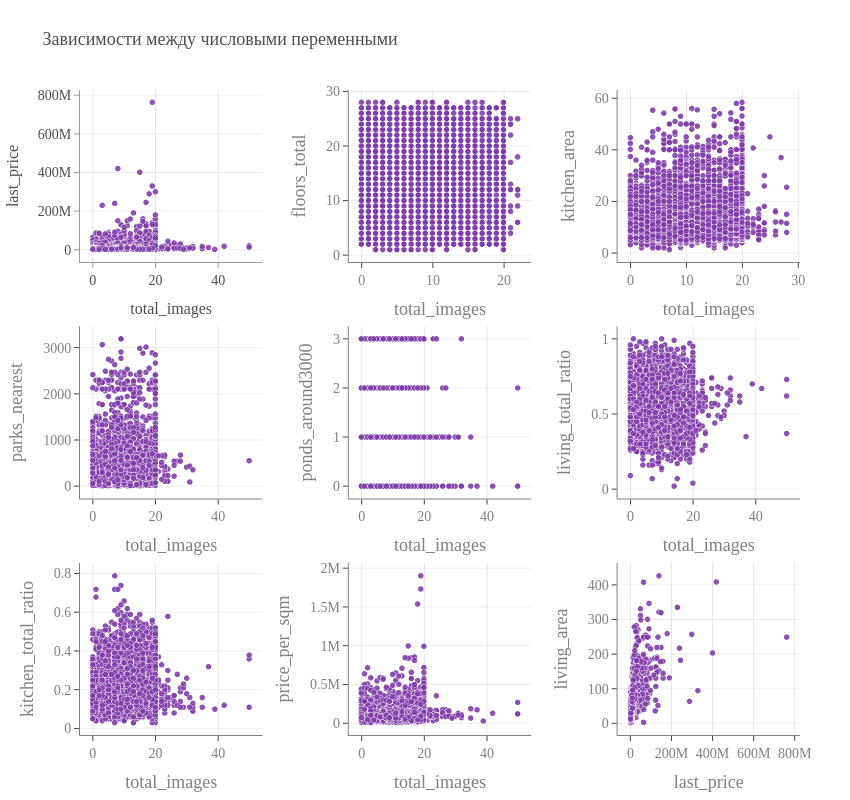 Зависимости между числовыми переменными
800M
600M
400M
200M
0
last_price
0
20
40
total_images
30
20
10
0
floors_total
0
10
20
total_images
60
40
20
0
kitchen_area
0
10
20
30
total_images
3000
2000
1000
0
parks_nearest
0
20
40
total_images
3
2
1
0
ponds_around3000
0
20
40
total_images
1
0.5
0
living_total_ratio
0
20
40
total_images
0.8
0.6
0.4
0.2
0
kitchen_total_ratio
0
20
40
total_images
2M
1.5M
1M
0.5M
0
price_per_sqm
0
20
40
total_images
400
300
200
100
0
living_area
0
200M
400M
600M
800M
last_price